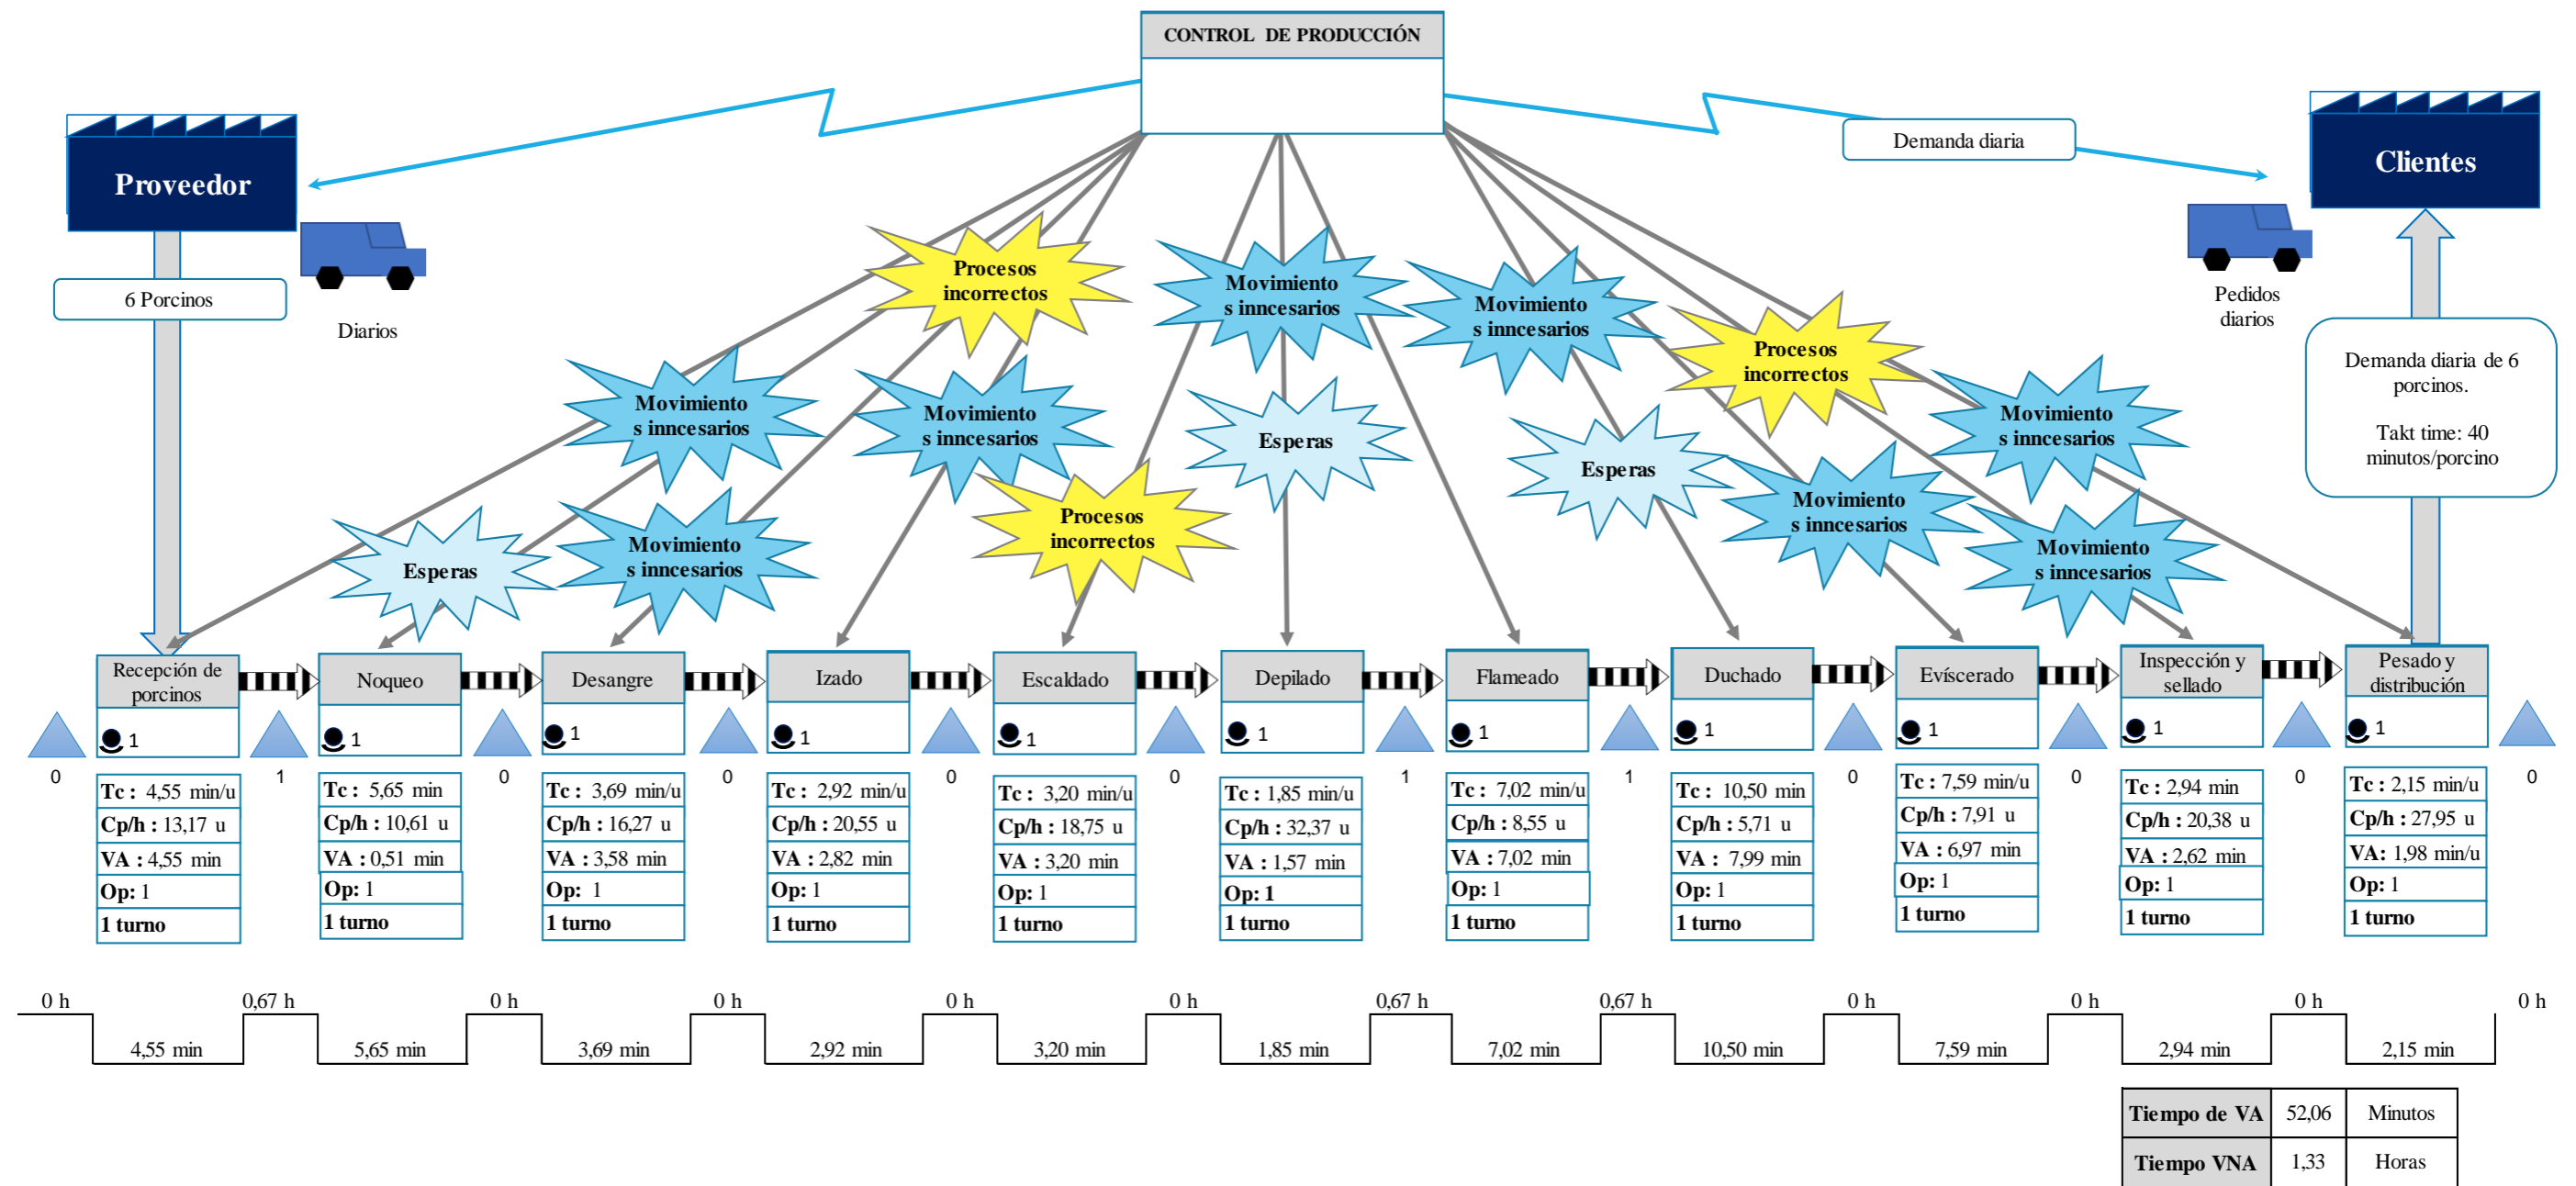 CONTROL DE PRODUCCIÓN
Proveedor
6 Porcinos
Diarios
Demanda diaria
Clientes
Pedidos
diarios
Demanda diaria de 6
porcinos.
Takt time: 40
minutos/porcino
Procesos
incorrectos
Movimiento
s inncesarios
Movimiento
s inncesarios
Procesos
incorrectos
Movimiento
s inncesarios
Movimiento
s inncesarios
Esperas
Esperas
Movimiento
s inncesarios
Esperas
Movimiento
s inncesarios
Procesos
incorrectos
Movimiento
s inncesarios
Movimiento
s inncesarios
Recepción de
porcinos
1
Noqueo
1
Desangre
1
Izado
1
Escaldado
1
Depilado
1
Flameado
1
Duchado
1
Evíscerado
1
Inspección y
sellado
1
Pesado y
distribución
1
0
1
0
0
0
0
1
1
0
0
0
0
Tc : 4,55 min/u
Cp/h : 13,17 u
VA : 4,55 min
Op: 1
1 turno
Tc : 5,65 min
Cp/h : 10,61 u
VA : 0,51 min
Op: 1
1 turno
Tc : 3,69 min/u
Cp/h : 16,27 u
VA : 3,58 min
Op: 1
1 turno
Tc : 2,92 min/u
Cp/h : 20,55 u
VA : 2,82 min
Op: 1
1 turno
Tc : 3,20 min/u
Cp/h : 18,75 u
VA : 3,20 min
Op: 1
1 turno
Tc : 1,85 min/u
Cp/h : 32,37 u
VA : 1,57 min
Op: 1
1 turno
Tc : 7,02 min/u
Cp/h : 8,55 u
VA : 7,02 min
Op: 1
1 turno
Tc : 10,50 min
Cp/h : 5,71 u
VA : 7,99 min
Op: 1
1 turno
Tc : 7,59 min/u
Cp/h : 7,91 u
VA : 6,97 min
Op: 1
1 turno
Tc : 2,94 min
Cp/h : 20,38 u
VA : 2,62 min
Op: 1
1 turno
Tc : 2,15 min/u
Cp/h : 27,95 u
VA: 1,98 min/u
Op: 1
1 turno
0 h 0,67 h 0 h 0 h 0 h 0 h 0,67 h 0,67 h 0 h 0 h 0 h 0 h
4,55 min 5,65 min 3,69 min 2,92 min 3,20 min 1,85 min 7,02 min 10,50 min 7,59 min 2,94 min 2,15 min
Tiempo de VA 52,06 Minutos
Tiempo VNA 1,33 Horas